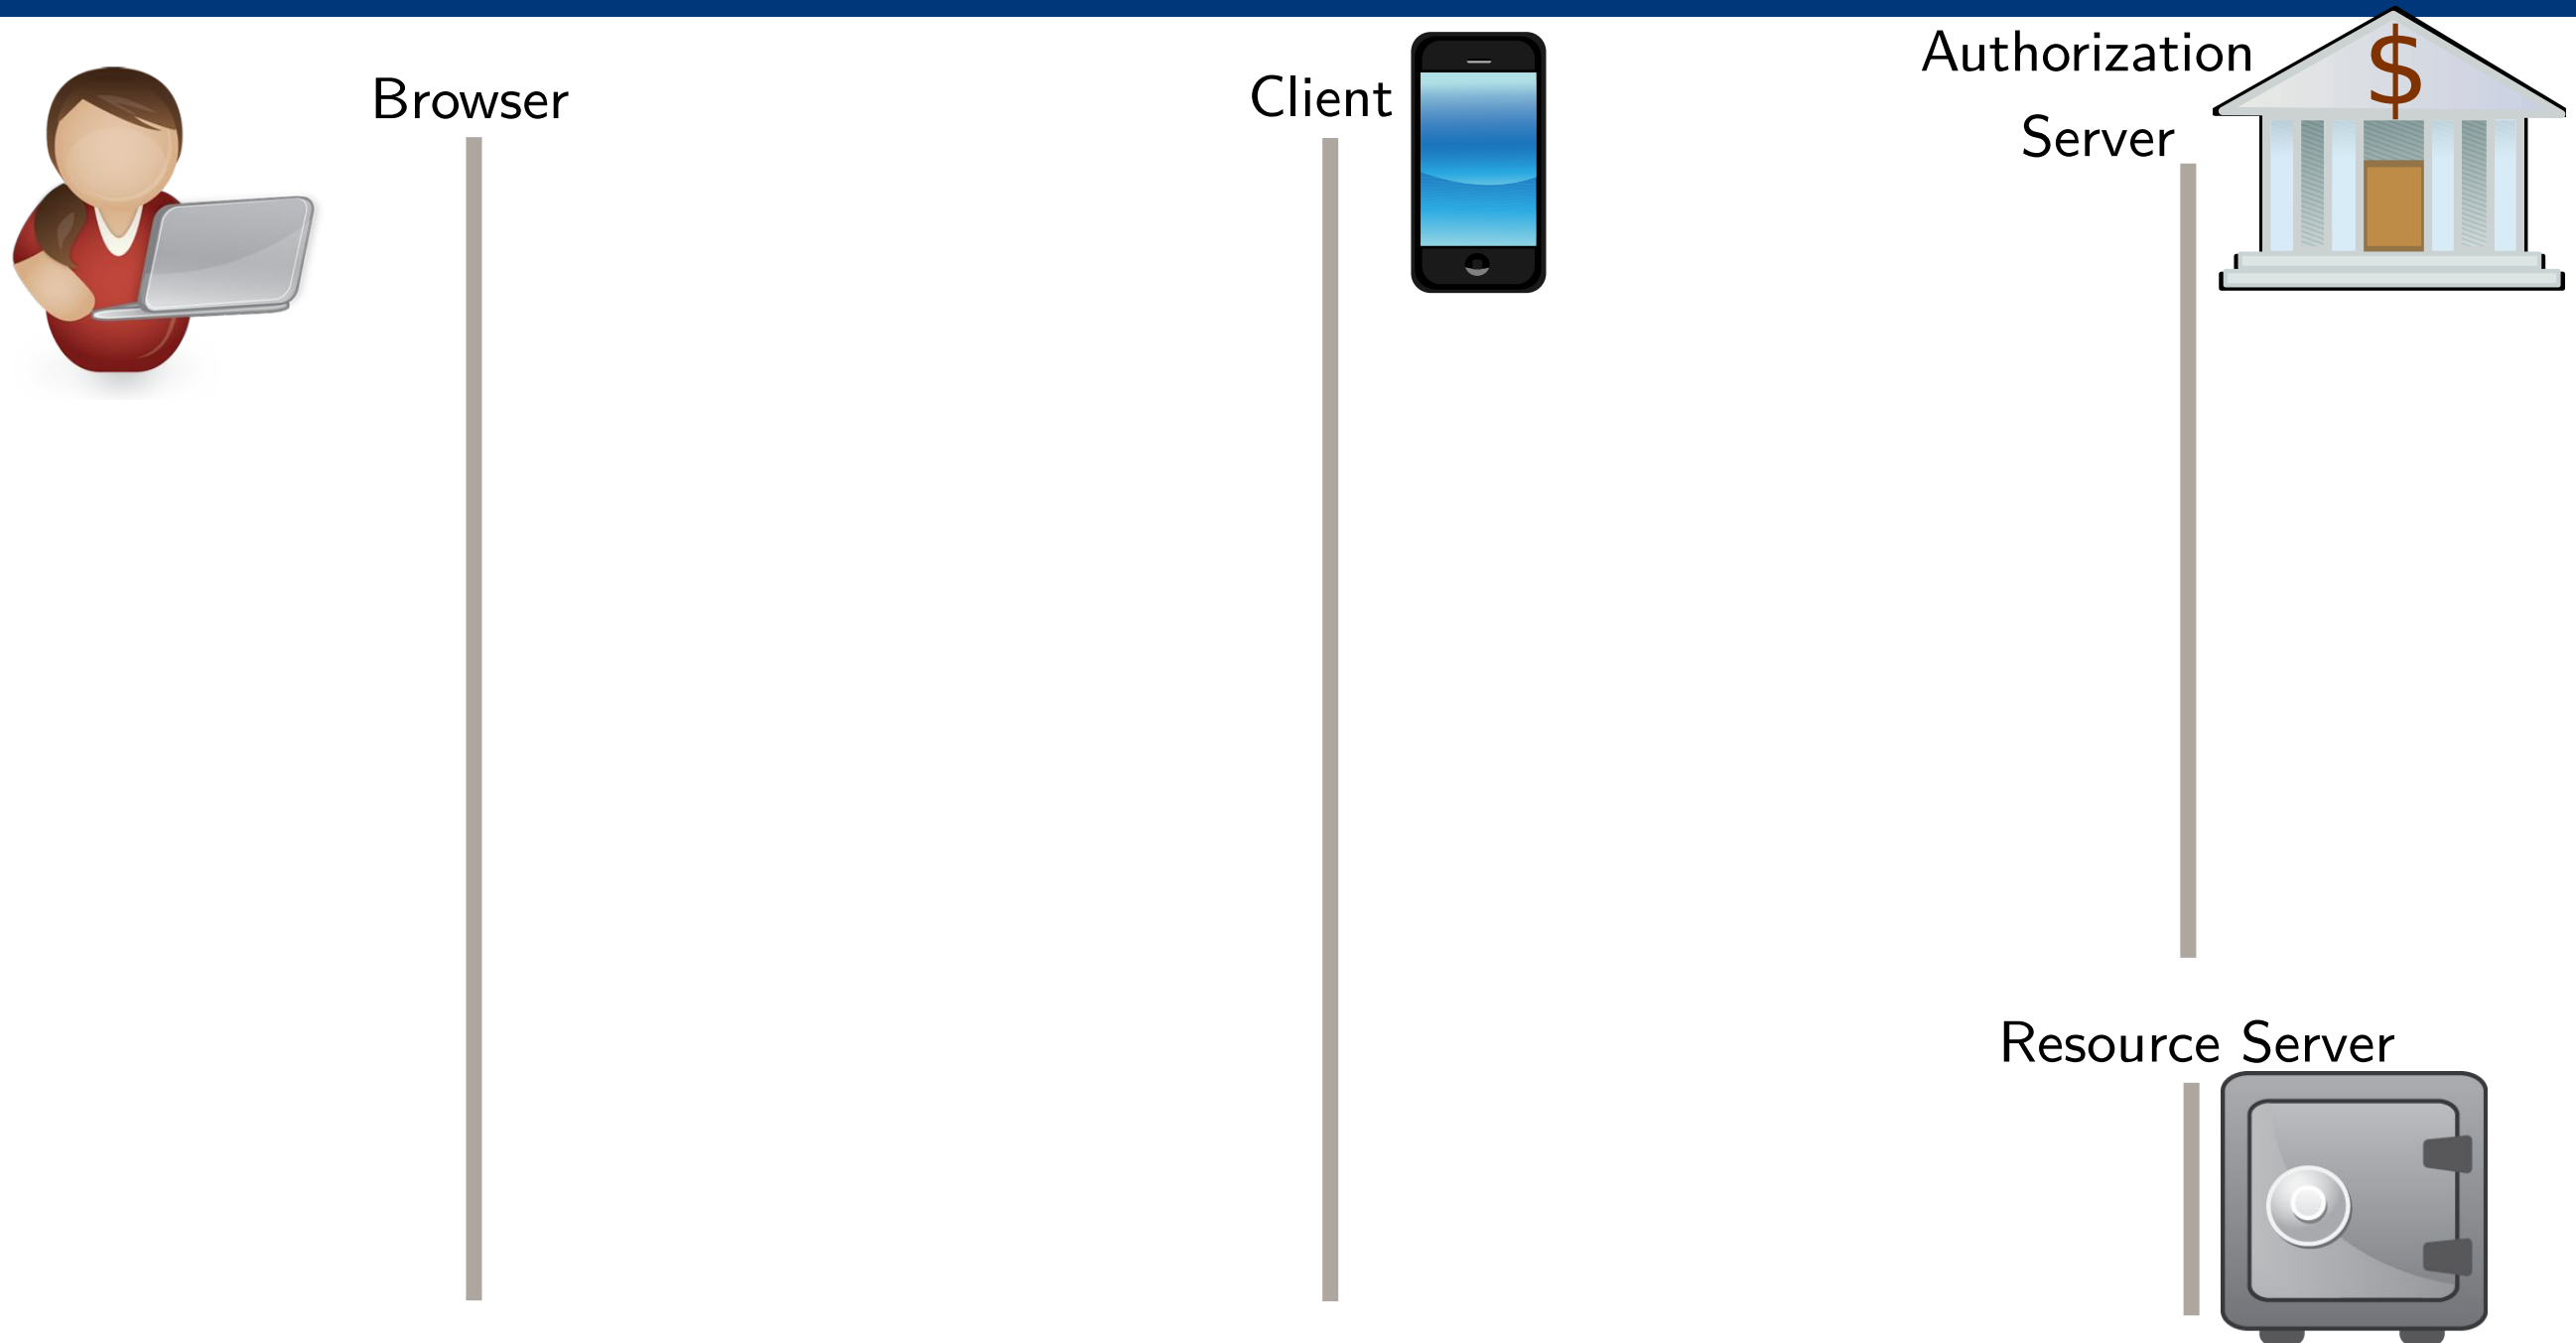 Browser
Client
Authorization
Server
$
Resource Server